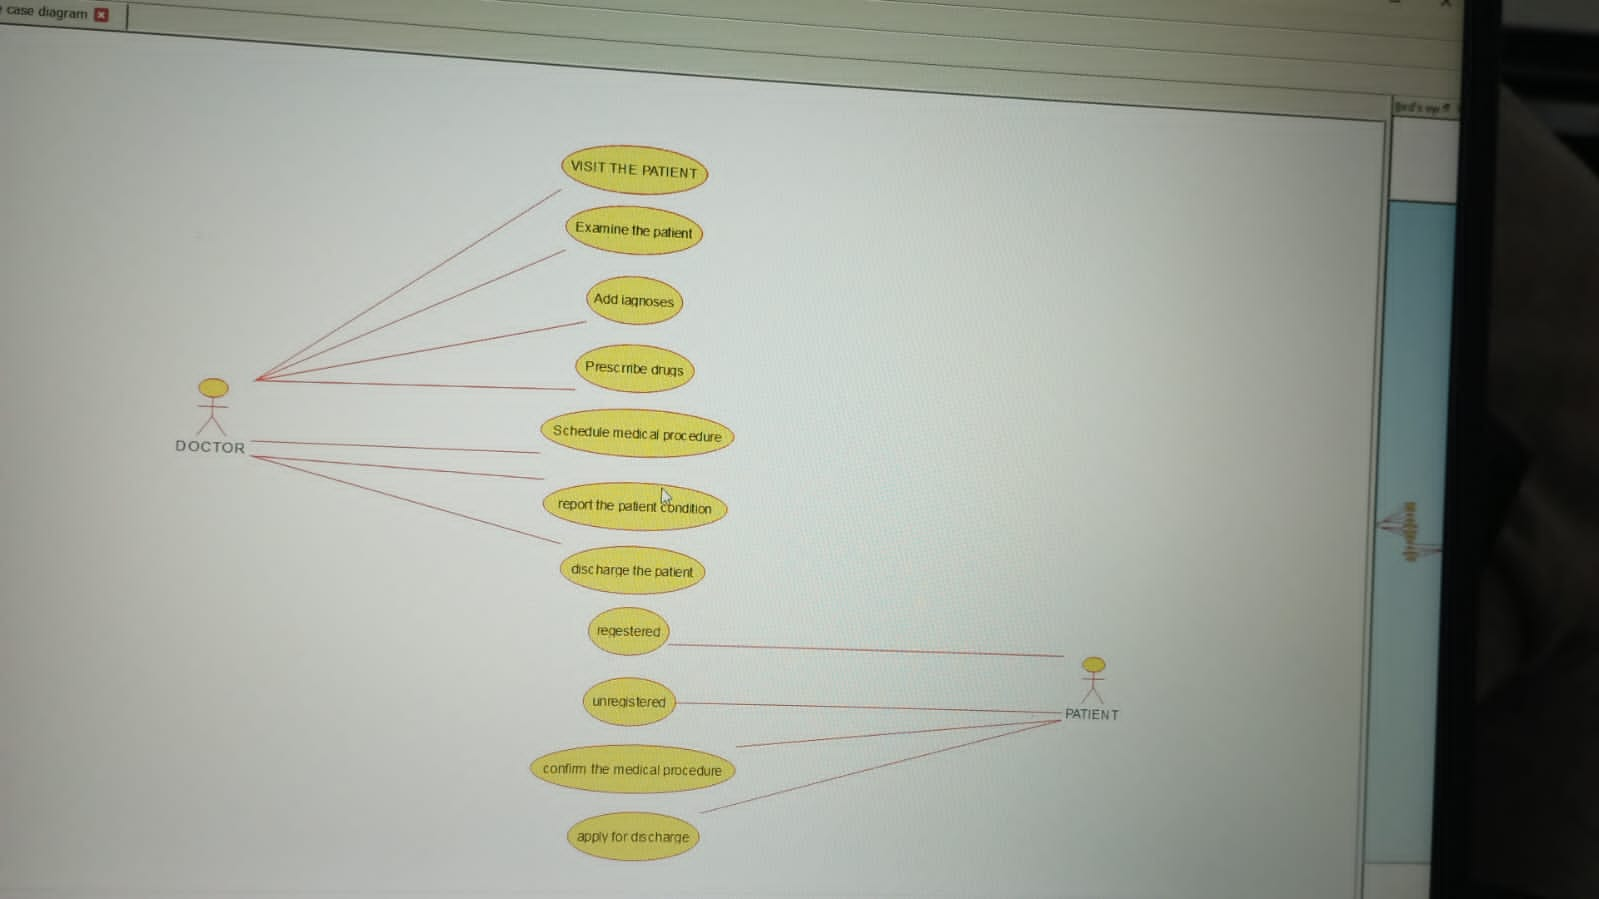 case diagram
VISIT THE PATIENT
Examine the patient
Add iagnoses
Prescrribe drugs
DOCTOR
Schedule medical procedure
report the patient condition
discharge the patient
regestered
unregistered
PATIENT
confirm the medical procedure
apply for discharge